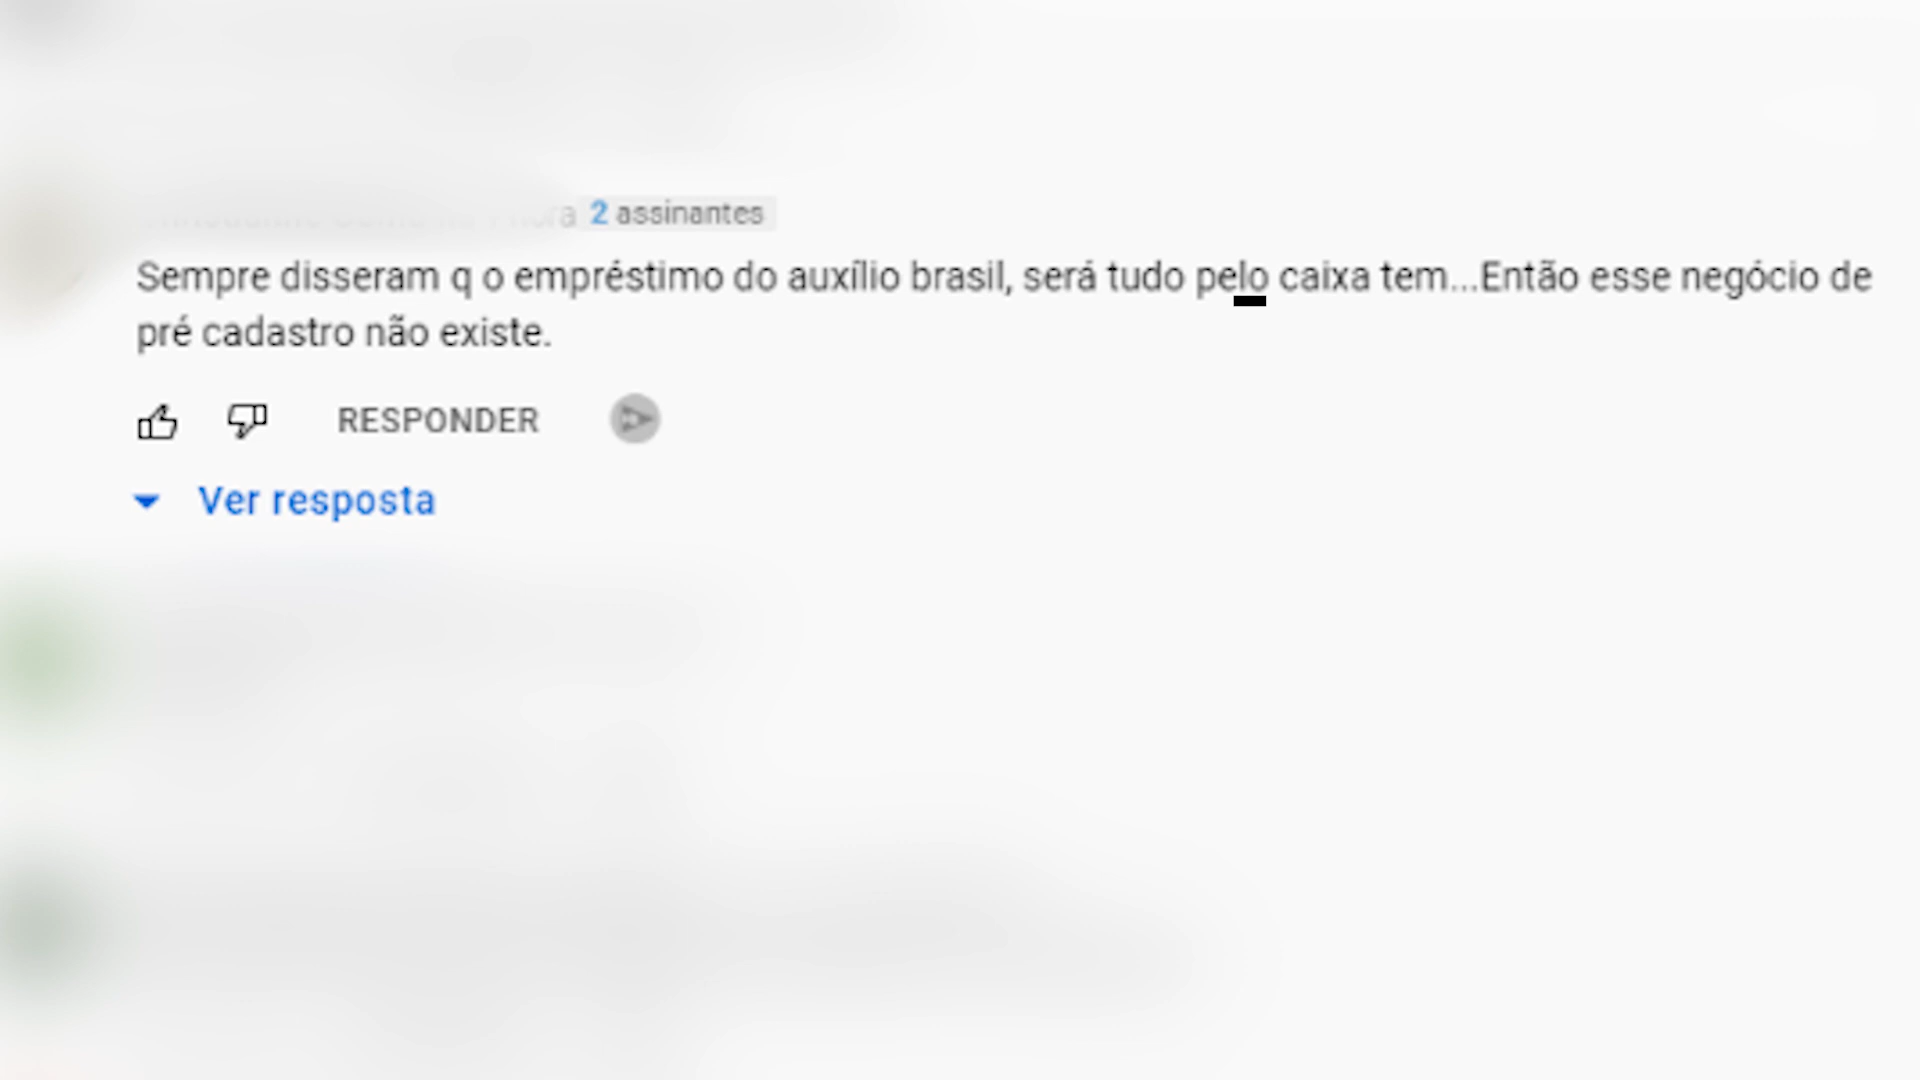 2 assinantes
Sempre disseram q o empréstimo do auxílio brasil, será tudo pelo caixa tem...Então esse negócio de
pré cadastro não existe.
RESPONDER
Ver resposta